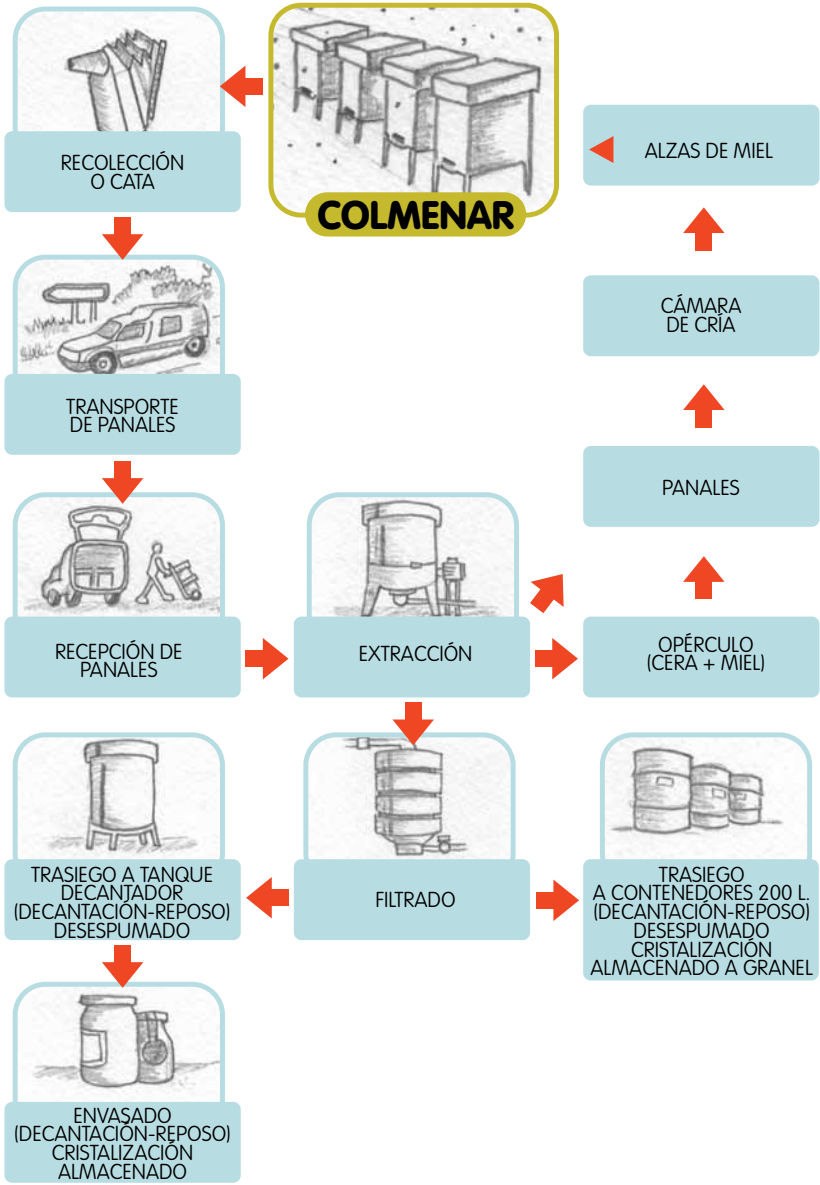 COLMENAR
RECOLECCIÓN
O CATA
TRANSPORTE
DE PANALES
RECEPCIÓN DE
PANALES
EXTRACCIÓN
OPÉRCULO
(CERA + MIEL)
PANALES
CÁMARA
DE CRÍA
ALZAS DE MIEL
FILTRADO
TRASIEGO A TANQUE
DECANTADOR
(DECANTACIÓN-REPOSO)
DESESPUMADO
TRASIEGO
A CONTENEDORES 200 L.
(DECANTACIÓN-REPOSO)
DESESPUMADO
CRISTALIZACIÓN
ALMACENADO A GRANEL
ENVASADO
(DECANTACIÓN-REPOSO)
CRISTALIZACIÓN
ALMACENADO